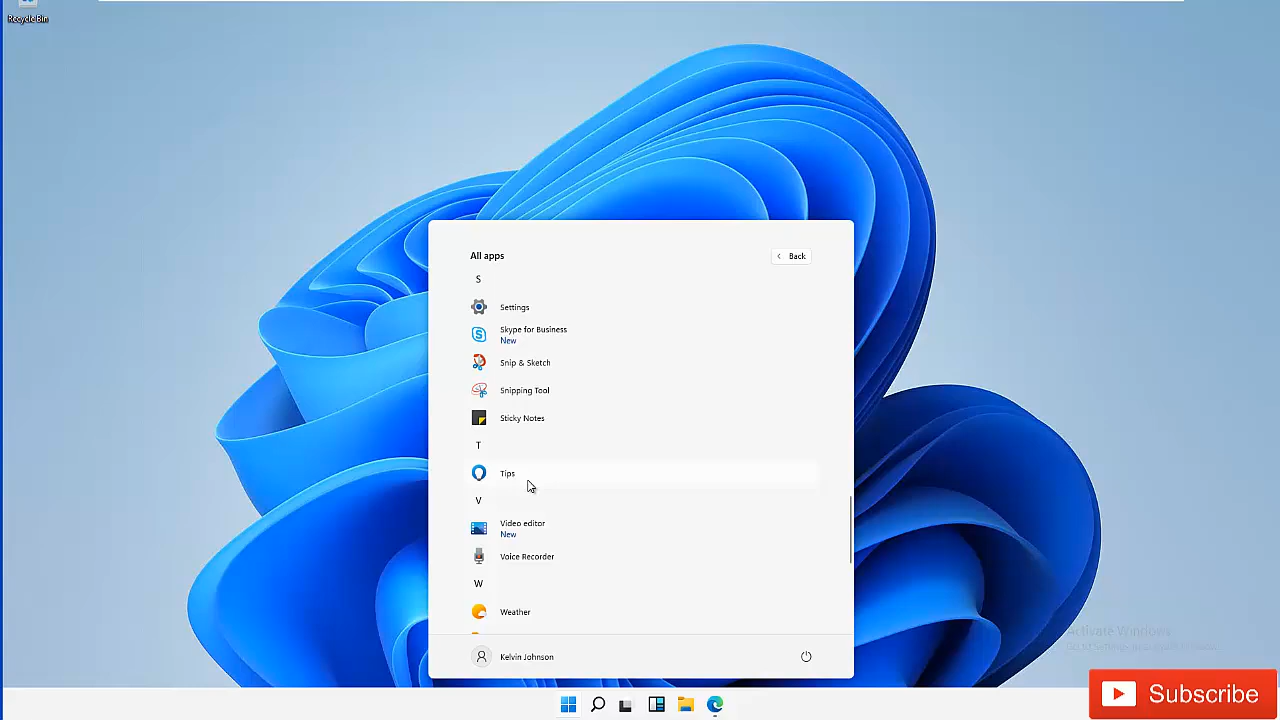 Recycle Bin
All apps
Back
S
Settings
Skype for Business
New
Snip & Sketch
Snipping Tool
Sticky Notes
T
Tips
V
Video editor
New
Voice Recorder
W
Weather
Kelvin Johnson
Activate Windows
Subscribe